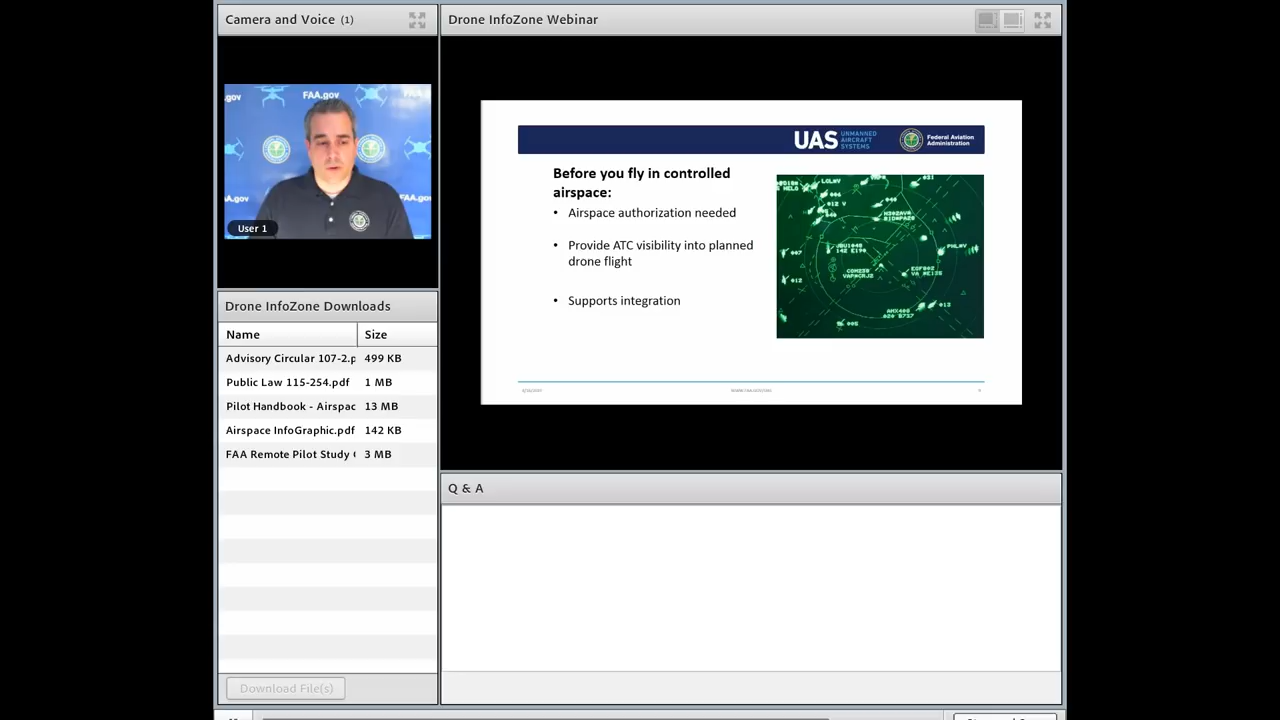 Camera and Voice (1)
.gov
FAA.gov
FAA.g
User 1
Drone InfoZone Downloads
Name Size
Advisory Circular 107-2.p 499 KB
Public Law 115-254.pdf 1 MB
Pilot Handbook - Airspac 13 MB
Airspace InfoGraphic.pdf 142 KB
FAA Remote Pilot Study 3 MB
Download File(s)
Drone InfoZone Webinar
UAS UNMANNED
AIRCRAFT
SYSTEMS
Federal Aviation
Administration
Before you fly in controlled
airspace:
• Airspace authorization needed
• Provide ATC visibility into planned
drone flight
• Supports integration
Q & A